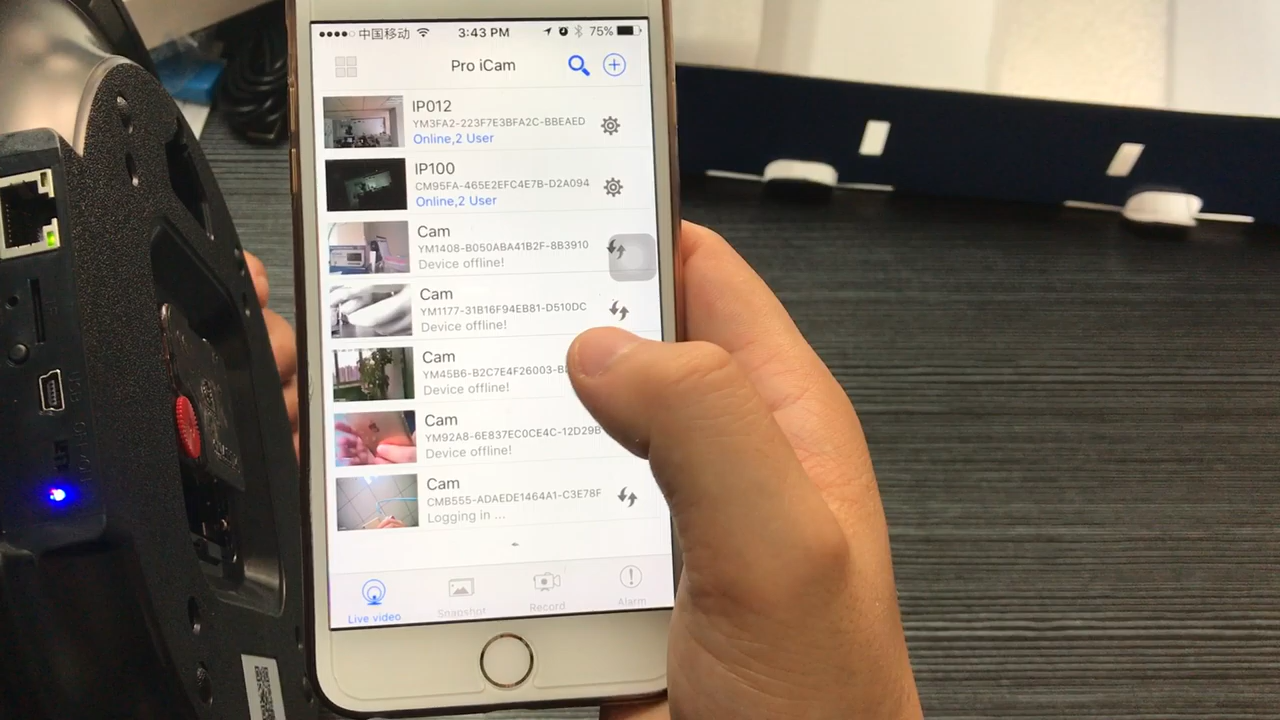 中国移动 3:43 PM 75%
Pro iCam
IP012
YM3FA2-223F7E3BFA2C-BBEAED
Online,2 User
IP100
CM95FA-465E2EFC4E7B-D2A094
Online,2 User
Cam
YM1408-B050ABA41B2F-8B3910
Device offline!
Cam
YM1177-31B16F94EB81-D510DC
Device offline!
Cam
YM45B6-B2C7E4F26003-B
Device offline!
Cam
YM92A8-6E837EC0CE4C-12D29B
Device offline!
Cam
CMB555-ADAEDE1464A1-C3E78F
Logging in ...
Live video Snapshot Record Alarm